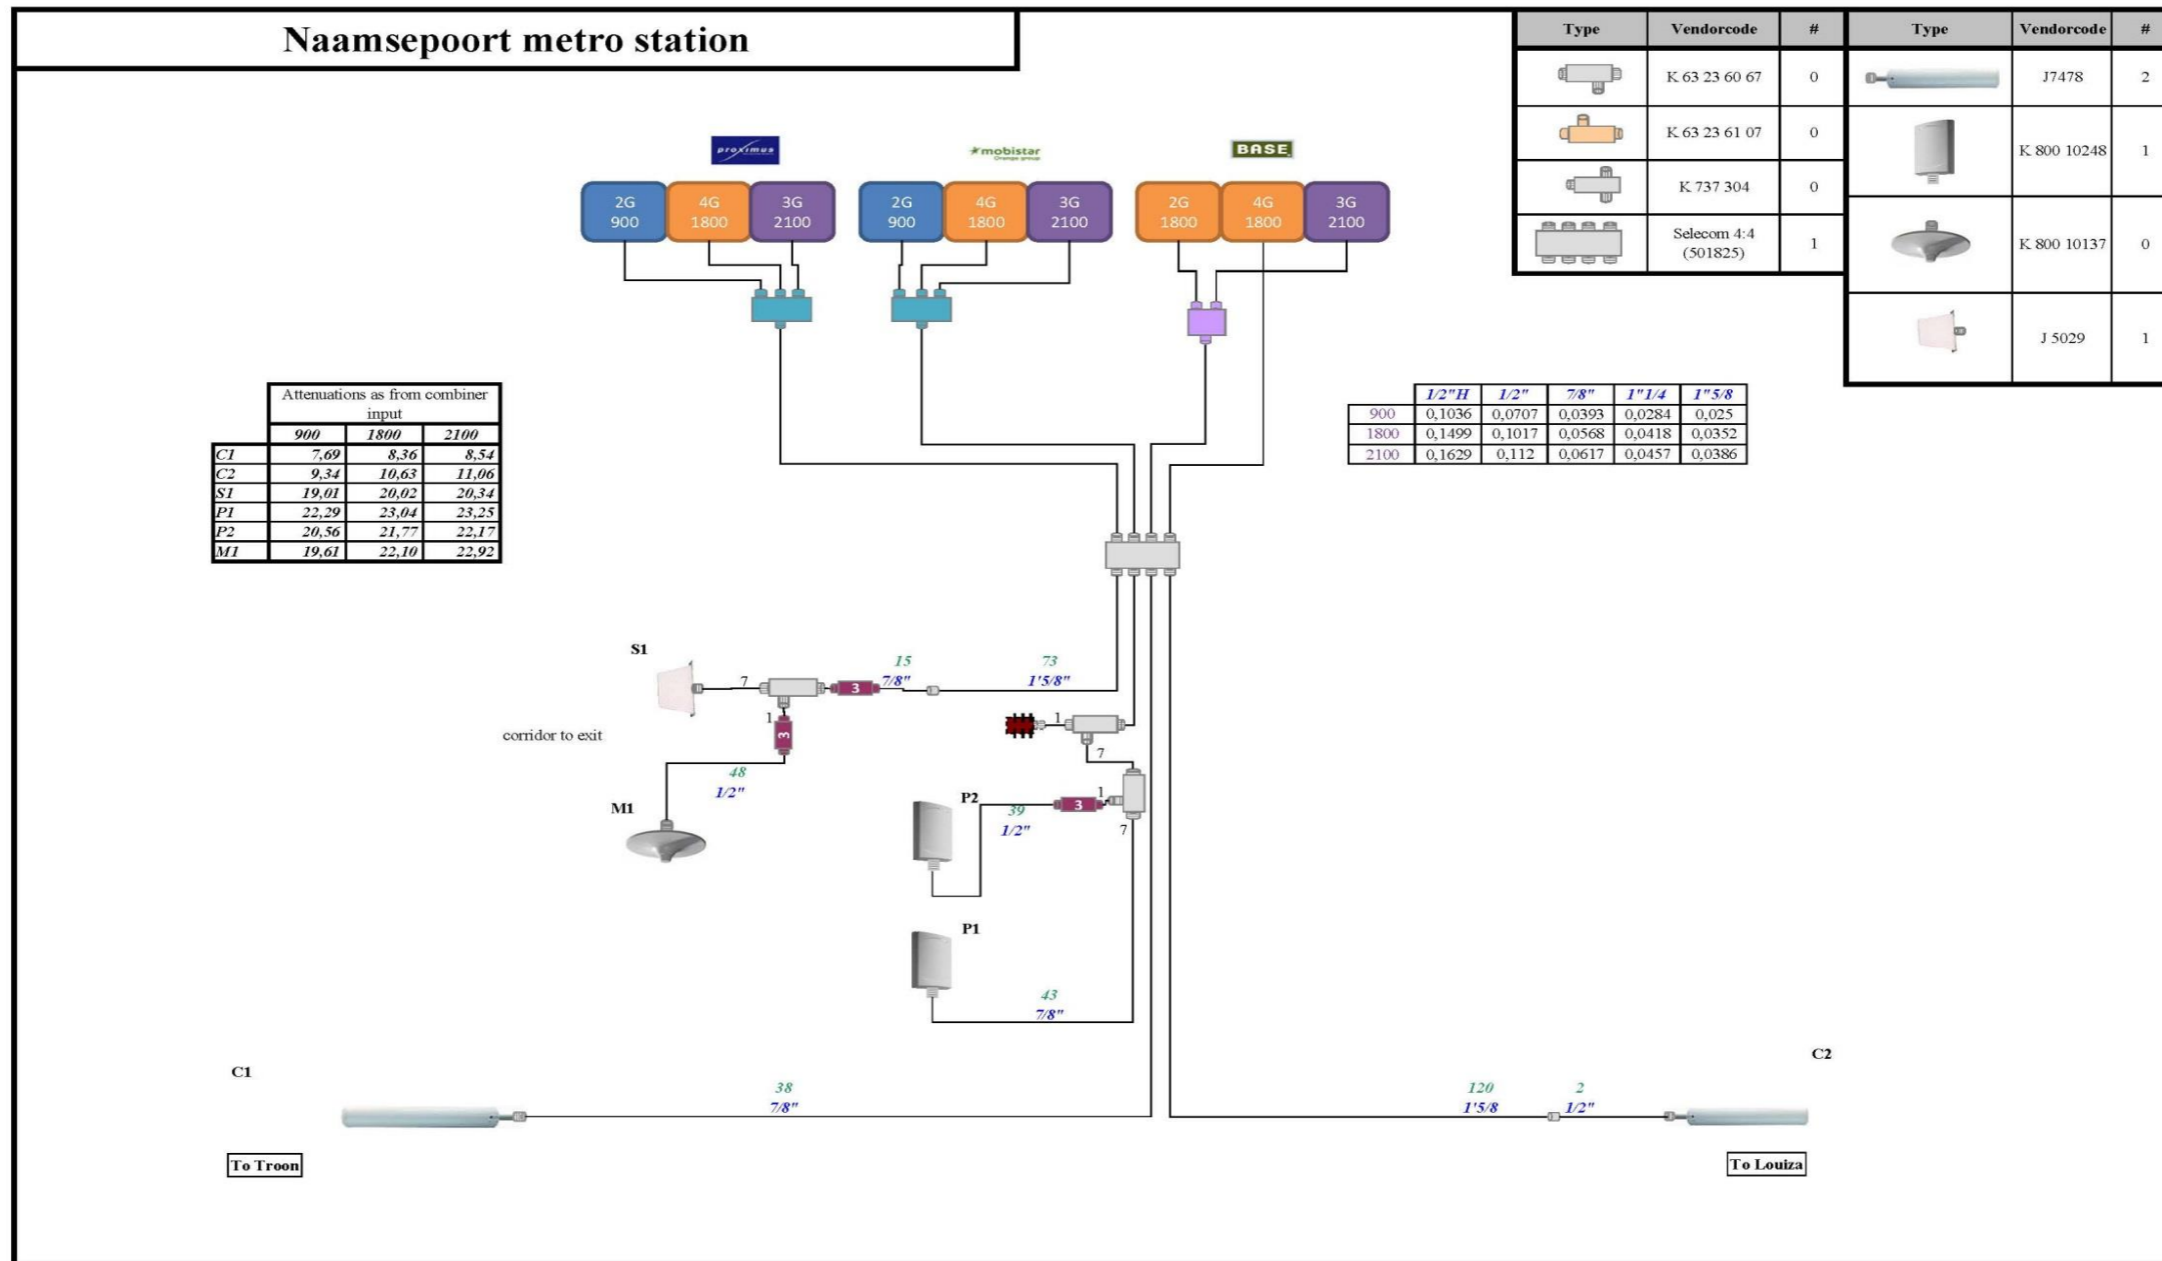 Naamsepoort metro station
Type Vendorcode # Type Vendorcode #
K 63 23 60 67 0
K 63 23 61 07 0
K 737 304 0
Selecom 4:4
(501825) 1
J7478 2
K 800 10248 1
K 800 10137 0
J 5029 1
proximus
mobistar
Orange group
BASE
2G 4G 3G 2G 4G 3G 2G 4G 3G
900 1800 2100 900 1800 2100 1800 1800 2100
Attenuations as from combiner
input
900 1800 2100
C1 7,69 8,36 8,54
C2 9,34 10,63 11,06
S1 19,01 20,02 20,34
P1 22,29 23,04 23,25
P2 20,56 21,77 22,17
M1 19,61 22,10 22,92
1/2"H 1/2" 7/8" 1"1/4 1"5/8
900 0,1036 0,0707 0,0393 0,0284 0,025
1800 0,1499 0,1017 0,0568 0,0418 0,0352
2100 0,1629 0,112 0,0617 0,0457 0,0386
S1
15 73
7 3 7/8" 1'5/8"
1 1
corridor to exit
3
7
48
1/2"
M1
P2
3 1
39
1/2"
7
P1
43
7/8"
C1
C2
38
7/8"
120 2
1'5/8 1/2"
To Troon
To Louiza